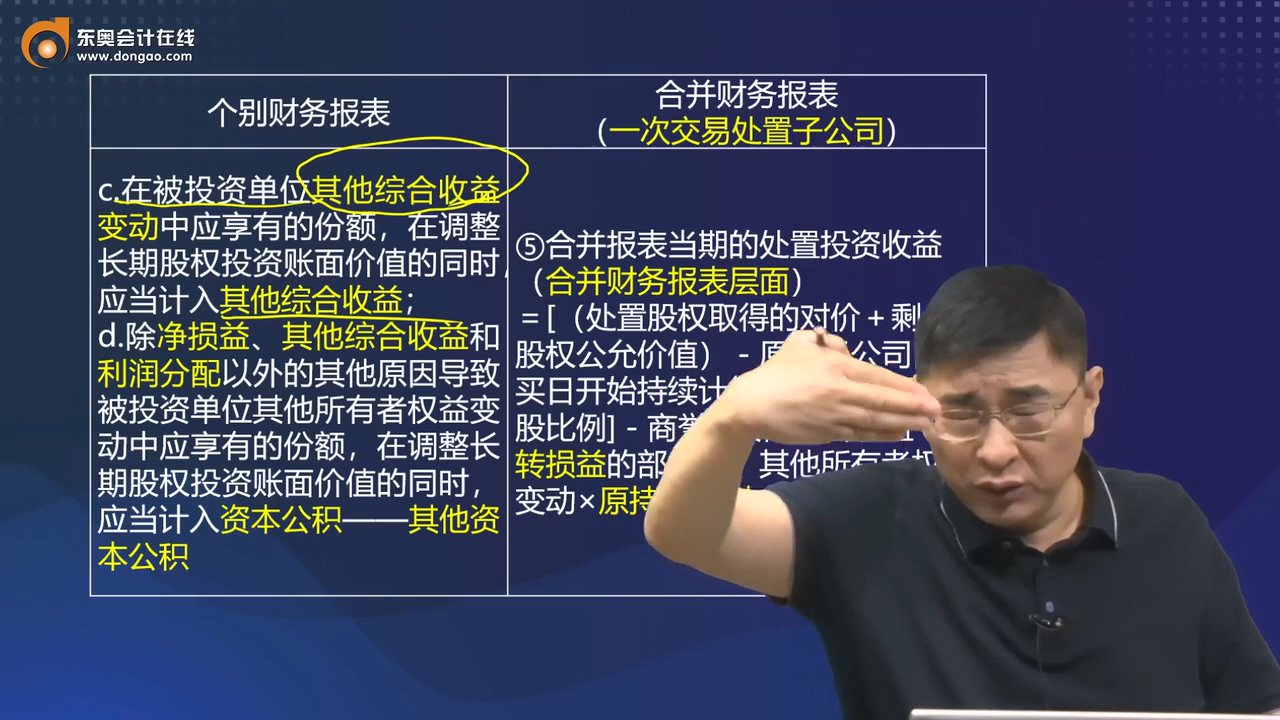 东奥会计在线
www.dongao.com
个别财务报表
合并财务报表
(一次交易处置子公司)
c.在被投资单位其他综合收益
变动中应享有的份额，在调整
长期股权投资账面价值的同时，
应当计入其他综合收益；
d.除净损益、其他综合收益和
利润分配以外的其他原因导致
被投资单位其他所有者权益变
动中应享有的份额，在调整长
期股权投资账面价值的同时，
应当计入资本公积——其他资
本公积
⑤合并报表当期的处置投资收益
（合并财务报表层面）
＝[（处置股权取得的对价＋剩
股权公允价值）－原 公司
买日开始持续计
股比例]－商誉
转损益的部 其他所有者权
变动×原持